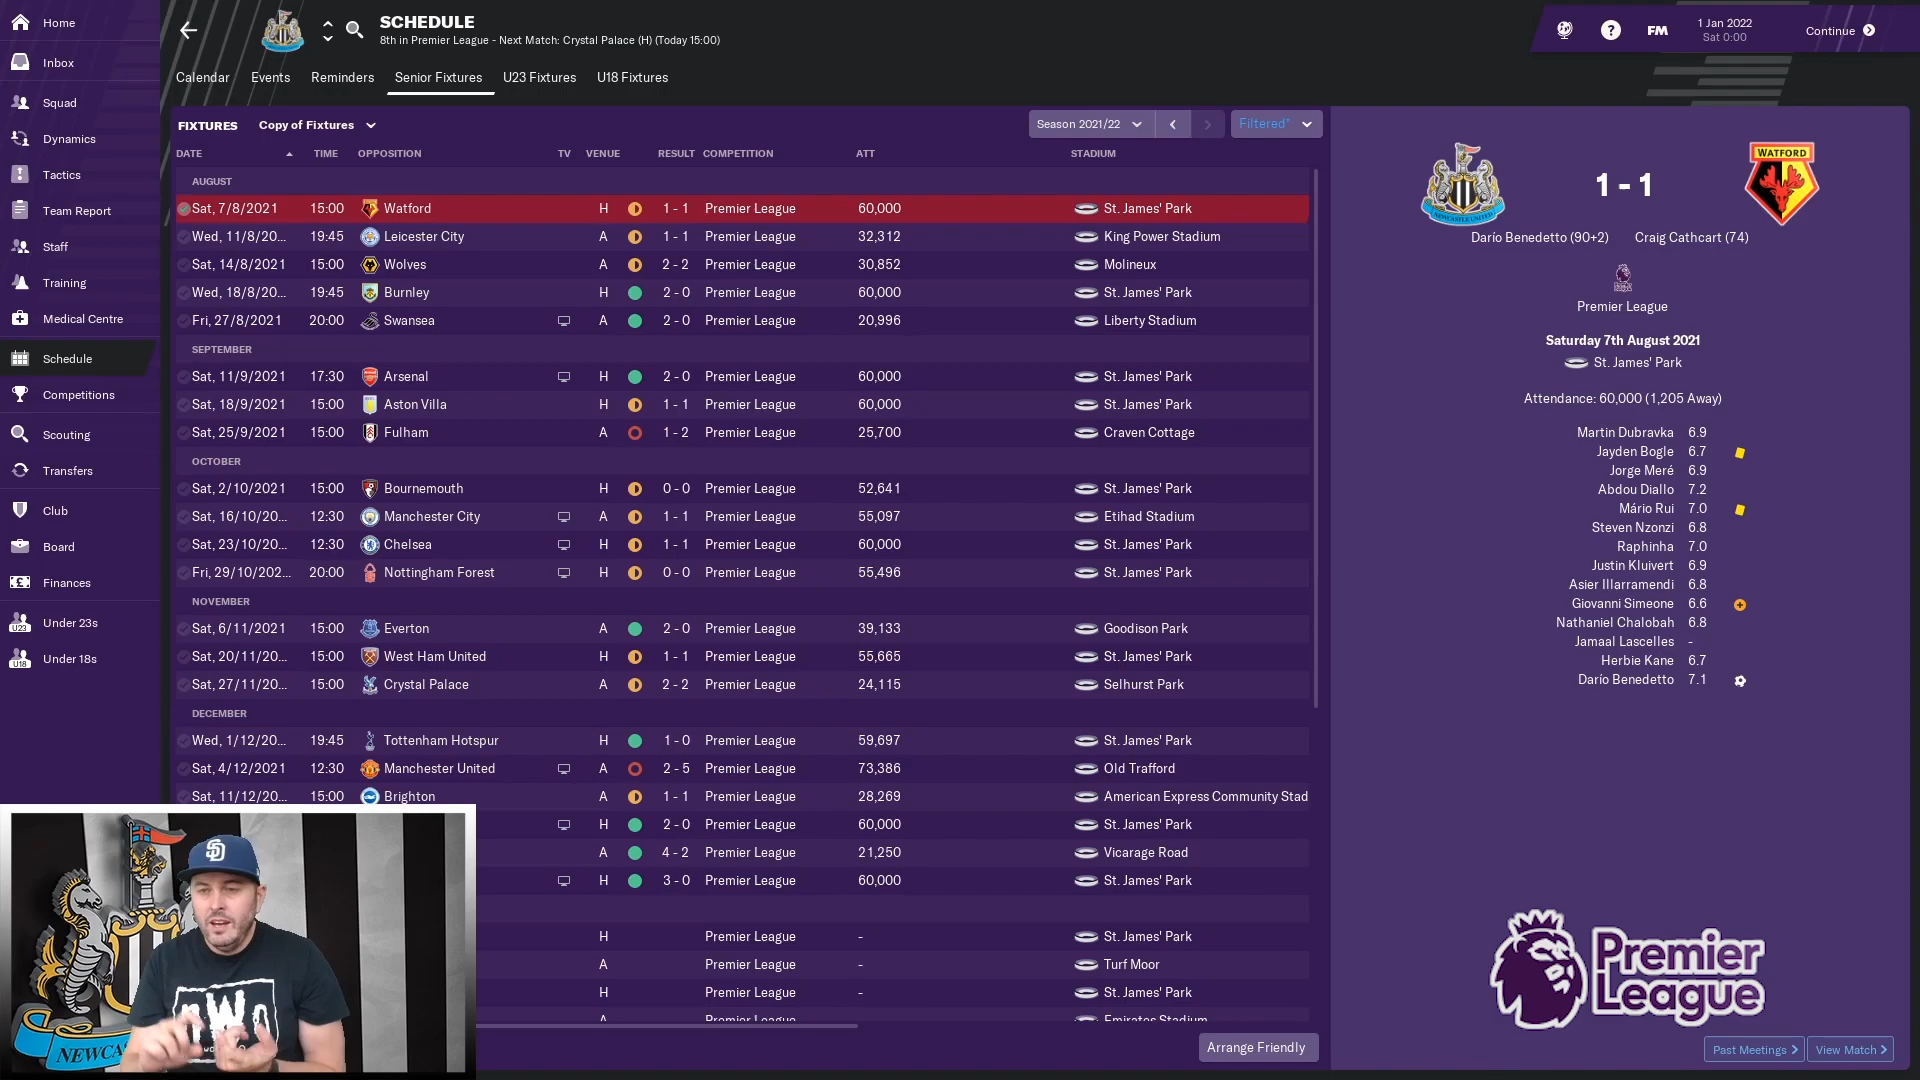 Home
Inbox
Squad
Dynamics
Tactics
Team Report
Staff
Training
Medical Centre
Schedule
Competitions
Scouting
Transfers
Club
Board
Finances
U23 Under 23s
U18 Under 18s
SCHEDULE
8th in Premier League - Next Match: Crystal Palace (H) (Today 15:00)
FM
1 Jan 2022
Sat 0:00
Continue
Calendar Events Reminders Senior Fixtures U23 Fixtures U18 Fixtures
FIXTURES Copy of Fixtures Season 2021/22 Filtered*
DATE TIME OPPOSITION TV VENUE RESULT COMPETITION ATT STADIUM
AUGUST
Sat, 7/8/2021 15:00 Watford H 1 - 1 Premier League 60,000 St. James' Park
Wed, 11/8/20... 19:45 Leicester City A 1 - 1 Premier League 32,312 King Power Stadium
Sat, 14/8/2021 15:00 Wolves A 2 - 2 Premier League 30,852 Molineux
Wed, 18/8/20... 19:45 Burnley H 2 - 0 Premier League 60,000 St. James' Park
Fri, 27/8/2021 20:00 Swansea A 2 - 0 Premier League 20,996 Liberty Stadium
SEPTEMBER
Sat, 11/9/2021 17:30 Arsenal H 2 - 0 Premier League 60,000 St. James' Park
Sat, 18/9/2021 15:00 Aston Villa H 1 - 1 Premier League 60,000 St. James' Park
Sat, 25/9/2021 15:00 Fulham A 1 - 2 Premier League 25,700 Craven Cottage
OCTOBER
Sat, 2/10/2021 15:00 Bournemouth H 0 - 0 Premier League 52,641 St. James' Park
Sat, 16/10/20... 12:30 Manchester City A 1 - 1 Premier League 55,097 Etihad Stadium
Sat, 23/10/20... 12:30 Chelsea H 1 - 1 Premier League 60,000 St. James' Park
Fri, 29/10/202... 20:00 Nottingham Forest H 0 - 0 Premier League 55,496 St. James' Park
NOVEMBER
Sat, 6/11/2021 15:00 Everton A 2 - 0 Premier League 39,133 Goodison Park
Sat, 20/11/20... 15:00 West Ham United H 1 - 1 Premier League 55,665 St. James' Park
Sat, 27/11/20... 15:00 Crystal Palace A 2 - 2 Premier League 24,115 Selhurst Park
DECEMBER
Wed, 1/12/20... 19:45 Tottenham Hotspur H 1 - 0 Premier League 59,697 St. James' Park
Sat, 4/12/2021 12:30 Manchester United A 2 - 5 Premier League 73,386 Old Trafford
Sat, 11/12/20... 15:00 Brighton A 1 - 1 Premier League 28,269 American Express Community Stad
H 2 - 0 Premier League 60,000 St. James' Park
A 4 - 2 Premier League 21,250 Vicarage Road
H 3 - 0 Premier League 60,000 St. James' Park
H Premier League - St. James' Park
A Premier League - Turf Moor
H Premier League - St. James' Park
A Premier League Emirates Stadium
Arrange Friendly
NEWCASTLE UNITED
1 - 1
WATFORD
Darío Benedetto (90+2) Craig Cathcart (74)
Premier League
Saturday 7th August 2021
St. James' Park
Attendance: 60,000 (1,205 Away)
Martin Dubravka 6.9
Jayden Bogle 6.7
Jorge Meré 6.9
Abdou Diallo 7.2
Mário Rui 7.0
Steven Nzonzi 6.8
Raphinha 7.0
Justin Kluivert 6.9
Asier Illarramendi 6.8
Giovanni Simeone 6.6
Nathaniel Chalobah 6.8
Jamaal Lascelles -
Herbie Kane 6.7
Darío Benedetto 7.1
Premier
League
Past Meetings View Match
SD
nWo
NEWCA